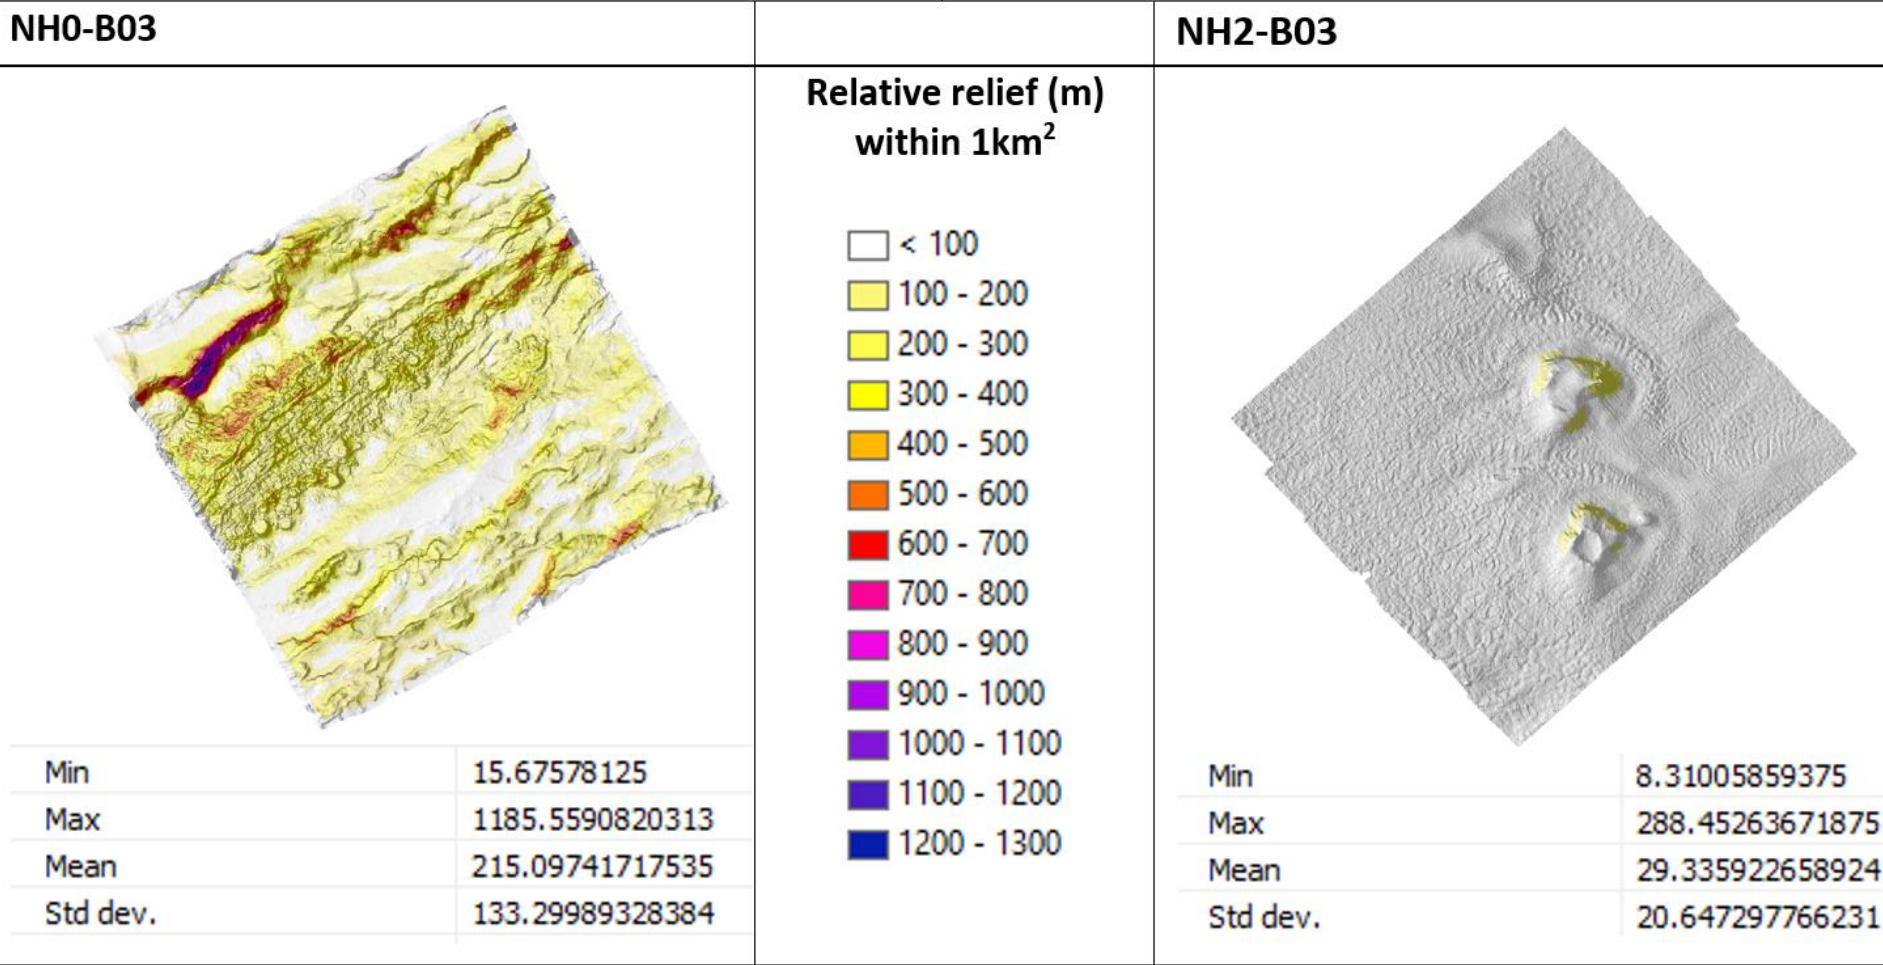 NH0-B03
Min 15.67578125
Max 1185.5590820313
Mean 215.09741717535
Std dev. 133.29989328384
Relative relief (m)
within 1km²
< 100
100 - 200
200 - 300
300 - 400
400 - 500
500 - 600
600 - 700
700 - 800
800 - 900
900 - 1000
1000 - 1100
1100 - 1200
1200 - 1300
NH2-B03
Min 8.31005859375
Max 288.45263671875
Mean 29.335922658924
Std dev. 20.647297766231